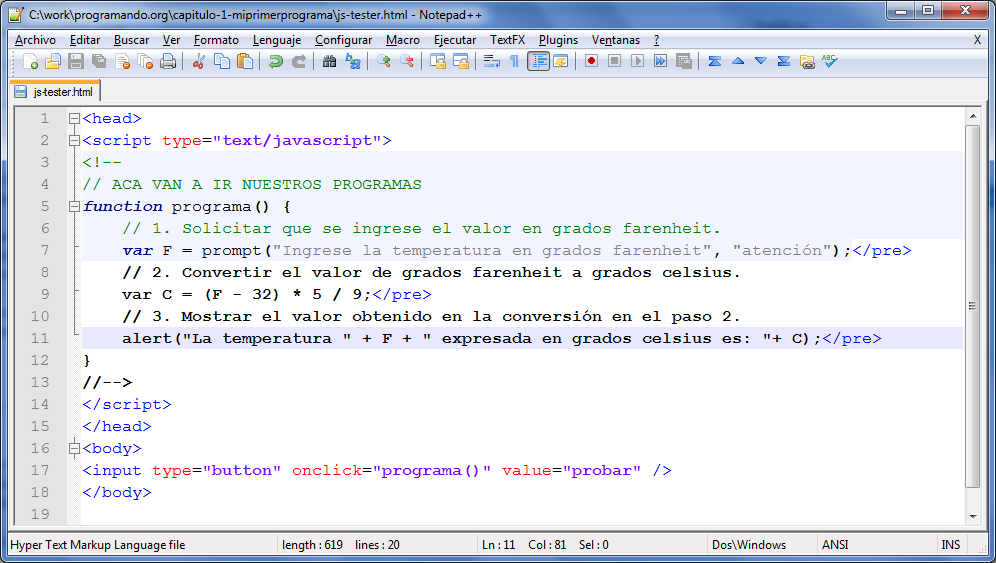 C:\work\programando.org\capitulo-1-miprimerprograma\js-tester.html - Notepad++
Archivo Editar Buscar Ver Formato Lenguaje Configurar Macro Ejecutar TextFX Plugins Ventanas ? X
js-tester.html
1 <head>
2 <script type="text/javascript">
3 <!--
4 // ACA VAN A IR NUESTROS PROGRAMAS
5 function programa() {
6 // 1. Solicitar que se ingrese el valor en grados farenheit.
7 var F = prompt("Ingrese la temperatura en grados farenheit", "atención");</pre>
8 // 2. Convertir el valor de grados farenheit a grados celsius.
9 var C = (F - 32) * 5 / 9;</pre>
10 // 3. Mostrar el valor obtenido en la conversión en el paso 2.
11 alert("La temperatura " + F + " expresada en grados celsius es: "+ C);</pre>
12 }
13 //-->
14 </script>
15 </head>
16 <body>
17 <input type="button" onclick="programa()" value="probar" />
18 </body>
19
Hyper Text Markup Language file length : 619 lines : 20 Ln : 11 Col : 81 Sel : 0 Dos\Windows ANSI INS